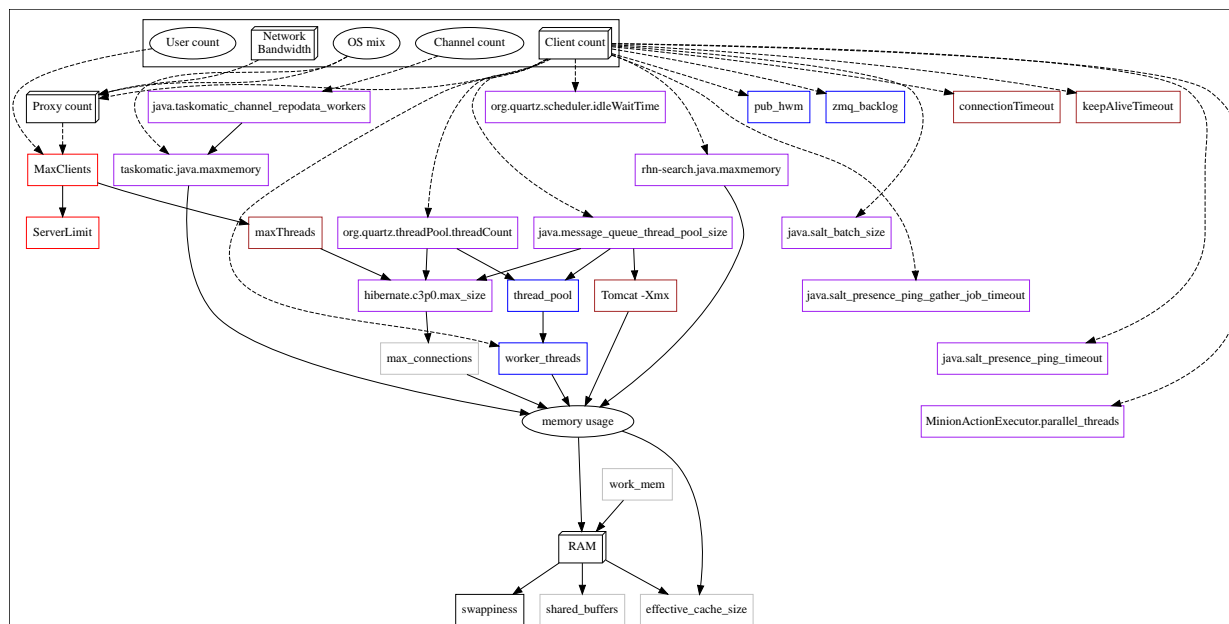 User count
Network
Bandwidth
OS mix
Channel count
Client count
Proxy count
java.taskomatic_channel_repodata_workers
org.quartz.scheduler.idleWaitTime
pub_hwm
zmq_backlog
connectionTimeout
keepAliveTimeout
MaxClients
taskomatic.java.maxmemory
rhn-search.java.maxmemory
ServerLimit
maxThreads
org.quartz.threadPool.threadCount
java.message_queue_thread_pool_size
java.salt_batch_size
hibernate.c3p0.max_size
thread_pool
Tomcat -Xmx
java.salt_presence_ping_gather_job_timeout
max_connections
worker_threads
java.salt_presence_ping_timeout
memory usage
MinionActionExecutor.parallel_threads
work_mem
RAM
swappiness
shared_buffers
effective_cache_size